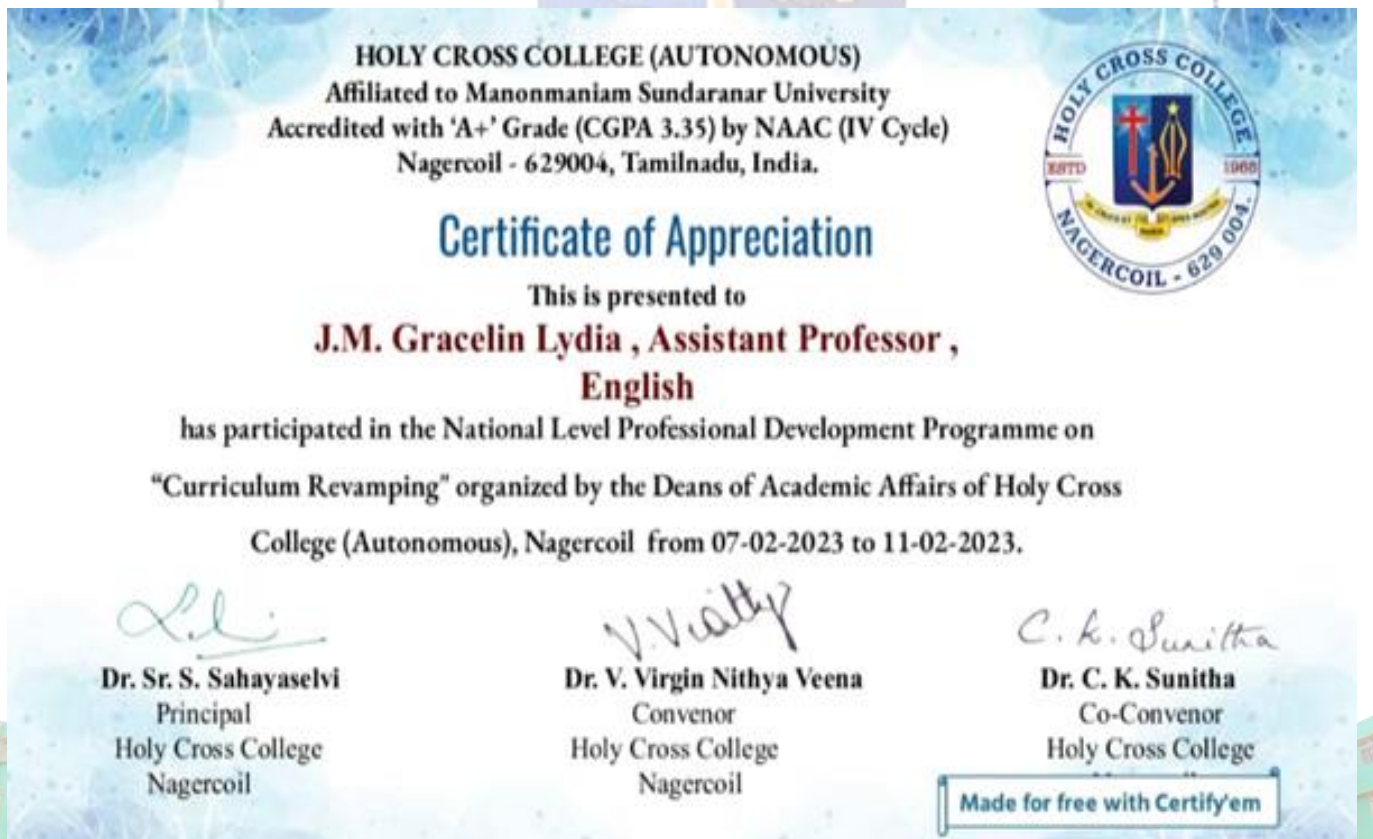 HOLY CROSS COLLEGE (AUTONOMOUS)
Affiliated to Manonmaniam Sundaranar University
Accredited with ‘A+’ Grade (CGPA 3.35) by NAAC (IV Cycle)
Nagercoil - 629004, Tamilnadu, India.
HOLY CROSS COLLEGE
ESTD 1965
NAGERCOIL - 629 004.
Certificate of Appreciation
This is presented to
J.M. Gracelin Lydia , Assistant Professor ,
English
has participated in the National Level Professional Development Programme on
“Curriculum Revamping” organized by the Deans of Academic Affairs of Holy Cross
College (Autonomous), Nagercoil from 07-02-2023 to 11-02-2023.
C. K. Sunitha
Dr. Sr. S. Sahayaselvi
Principal
Holy Cross College
Nagercoil
Dr. V. Virgin Nithya Veena
Convenor
Holy Cross College
Nagercoil
Dr. C. K. Sunitha
Co-Convenor
Holy Cross College
Made for free with Certify'em